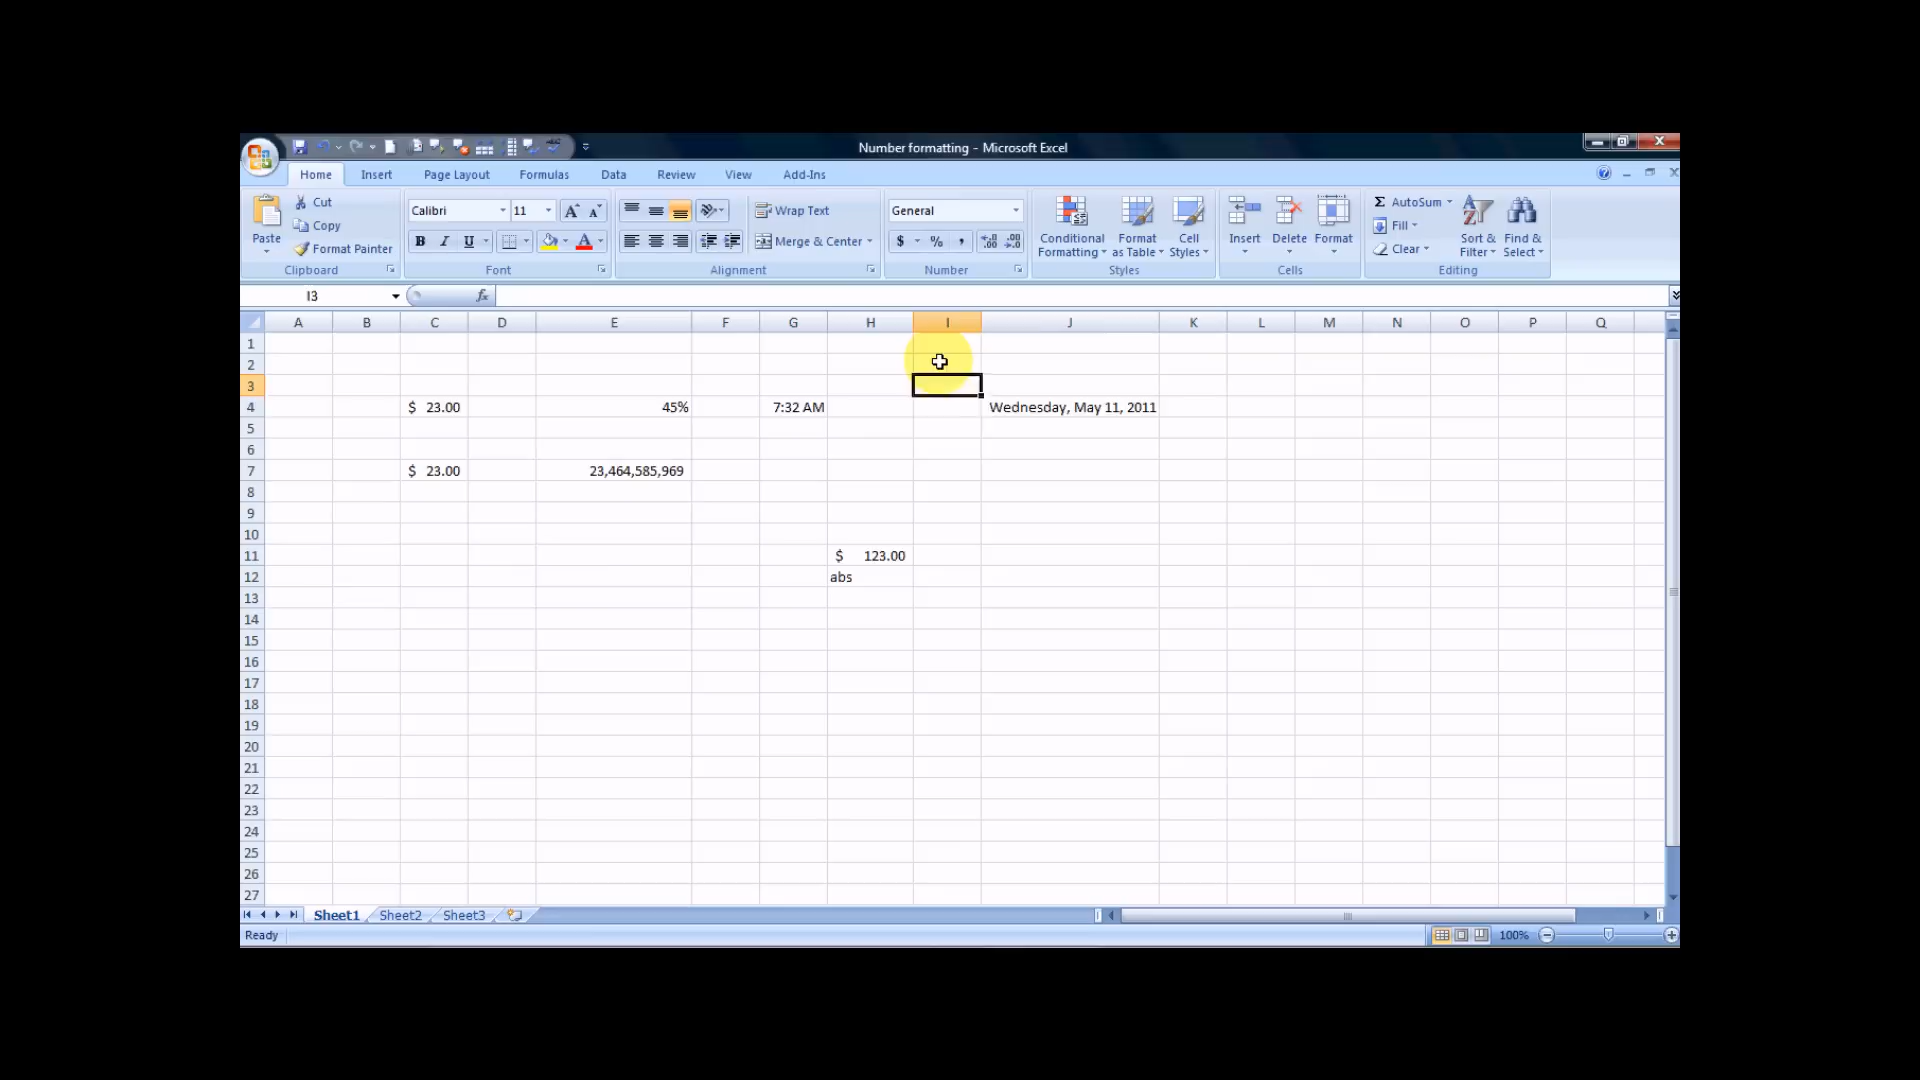 Number formatting - Microsoft Excel
Home Insert Page Layout Formulas Data Review View Add-Ins
Paste
Cut
Copy
Format Painter
Clipboard
Calibri 11
B I U
A A
Font
Wrap Text
Merge & Center
Alignment
General
$ % ,
Number
Conditional Formatting
Format as Table
Cell Styles
Styles
Insert Delete Format
Cells
Σ AutoSum
Fill
Clear
Sort & Filter
Find & Select
Editing
I3 fx
A B C D E F G H I J K L M N O P Q
1
2
3
4 $ 23.00 45% 7:32 AM Wednesday, May 11, 2011
5
6
7 $ 23.00 23,464,585,969
8
9
10
11 $ 123.00
12 abs
13
14
15
16
17
18
19
20
21
22
23
24
25
26
27
Sheet1 Sheet2 Sheet3
Ready 100%